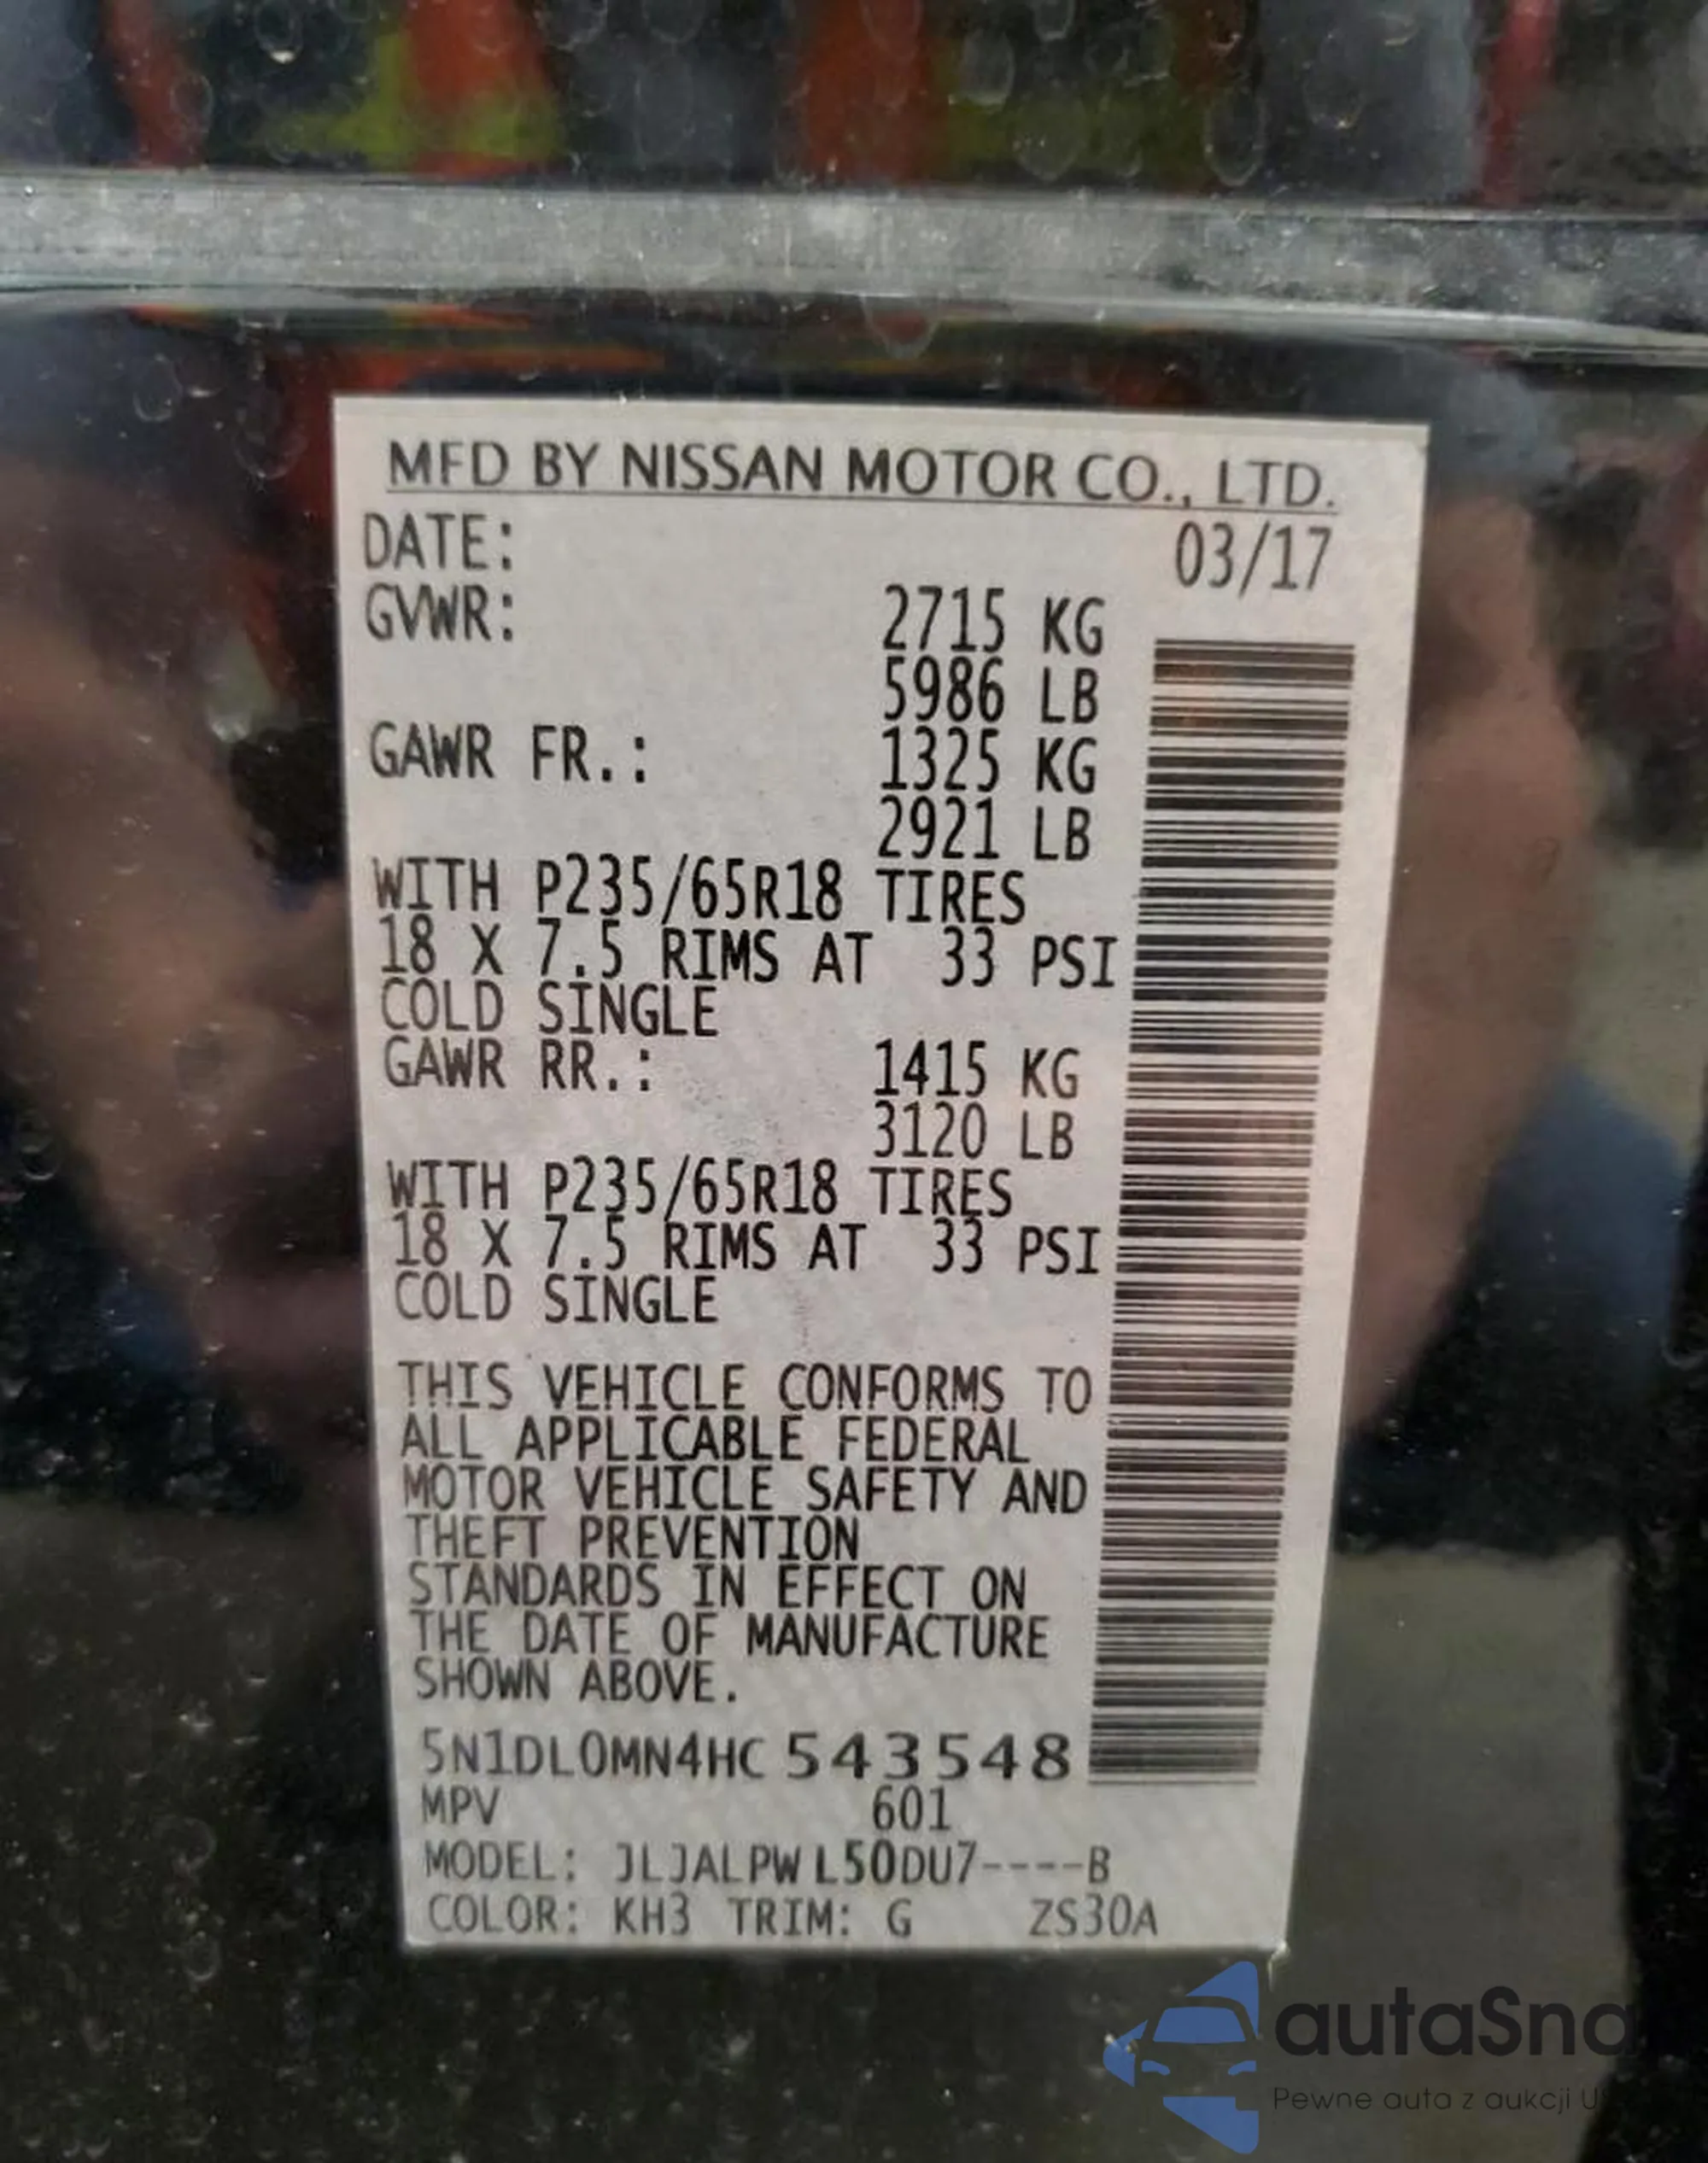 MFD BY NISSAN MOTOR CO., LTD.
DATE: 03/17
GVWR: 2715 KG
5986 LB
GAWR FR.: 1325 KG
2921 LB
WITH P235/65R18 TIRES
18 X 7.5 RIMS AT 33 PSI
COLD SINGLE
GAWR RR.: 1415 KG
3120 LB
WITH P235/65R18 TIRES
18 X 7.5 RIMS AT 33 PSI
COLD SINGLE
THIS VEHICLE CONFORMS TO
ALL APPLICABLE FEDERAL
MOTOR VEHICLE SAFETY AND
THEFT PREVENTION
STANDARDS IN EFFECT ON
THE DATE OF MANUFACTURE
SHOWN ABOVE.
5N1DL0MN4HC543548
MPV 601
MODEL: JLJALPWL50DU7----B
COLOR: KH3 TRIM: G ZS30A
autaSna
Pewne auta z aukcji U